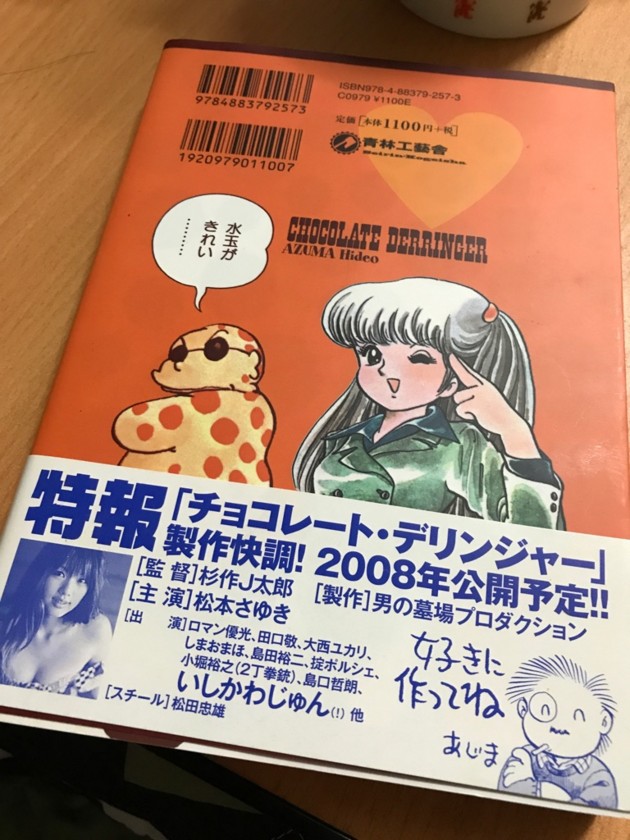 9784883792573
ISBN978-4-88379-257-3
C0979 ¥1100E
1920979011007
定価[本体1100円+税]
青林工藝舎
Seirin-Kogeisha
水玉が
きれい
…………
CHOCOLATE DERRINGER
AZUMA Hideo
特報
「チョコレート・デリンジャー」
製作快調! 2008年公開予定!!
[監督]杉作J太郎 [製作]男の墓場プロダクション
[主演]松本さゆき
[出 演]ロマン優光、田口敬、大西ユカリ、
しまおまほ、島田裕二、掟ポルシェ、
小堀裕之(2丁拳銃)、島口哲朗、
いしかわじゅん(!)他
[スチール]松田忠雄
好きに
作ってね
あじま